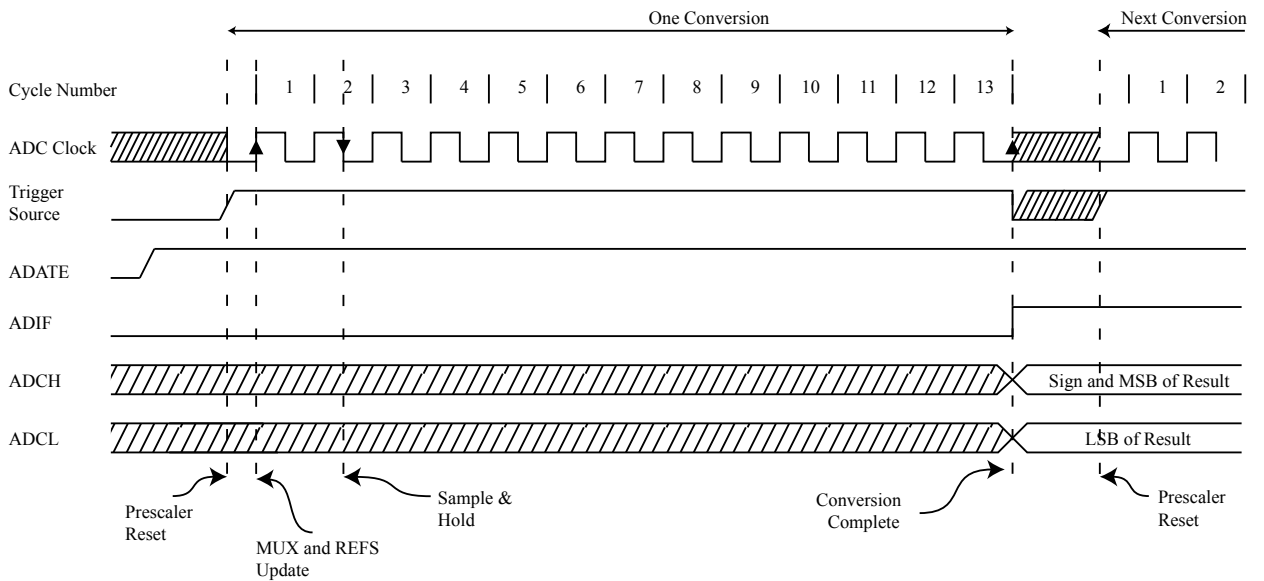 One Conversion
Next Conversion
Cycle Number
1 2 3 4 5 6 7 8 9 10 11 12 13 1 2
ADC Clock
Trigger
Source
ADATE
ADIF
ADCH
Sign and MSB of Result
ADCL
LSB of Result
Prescaler
Reset
MUX and REFS
Update
Sample &
Hold
Conversion
Complete
Prescaler
Reset